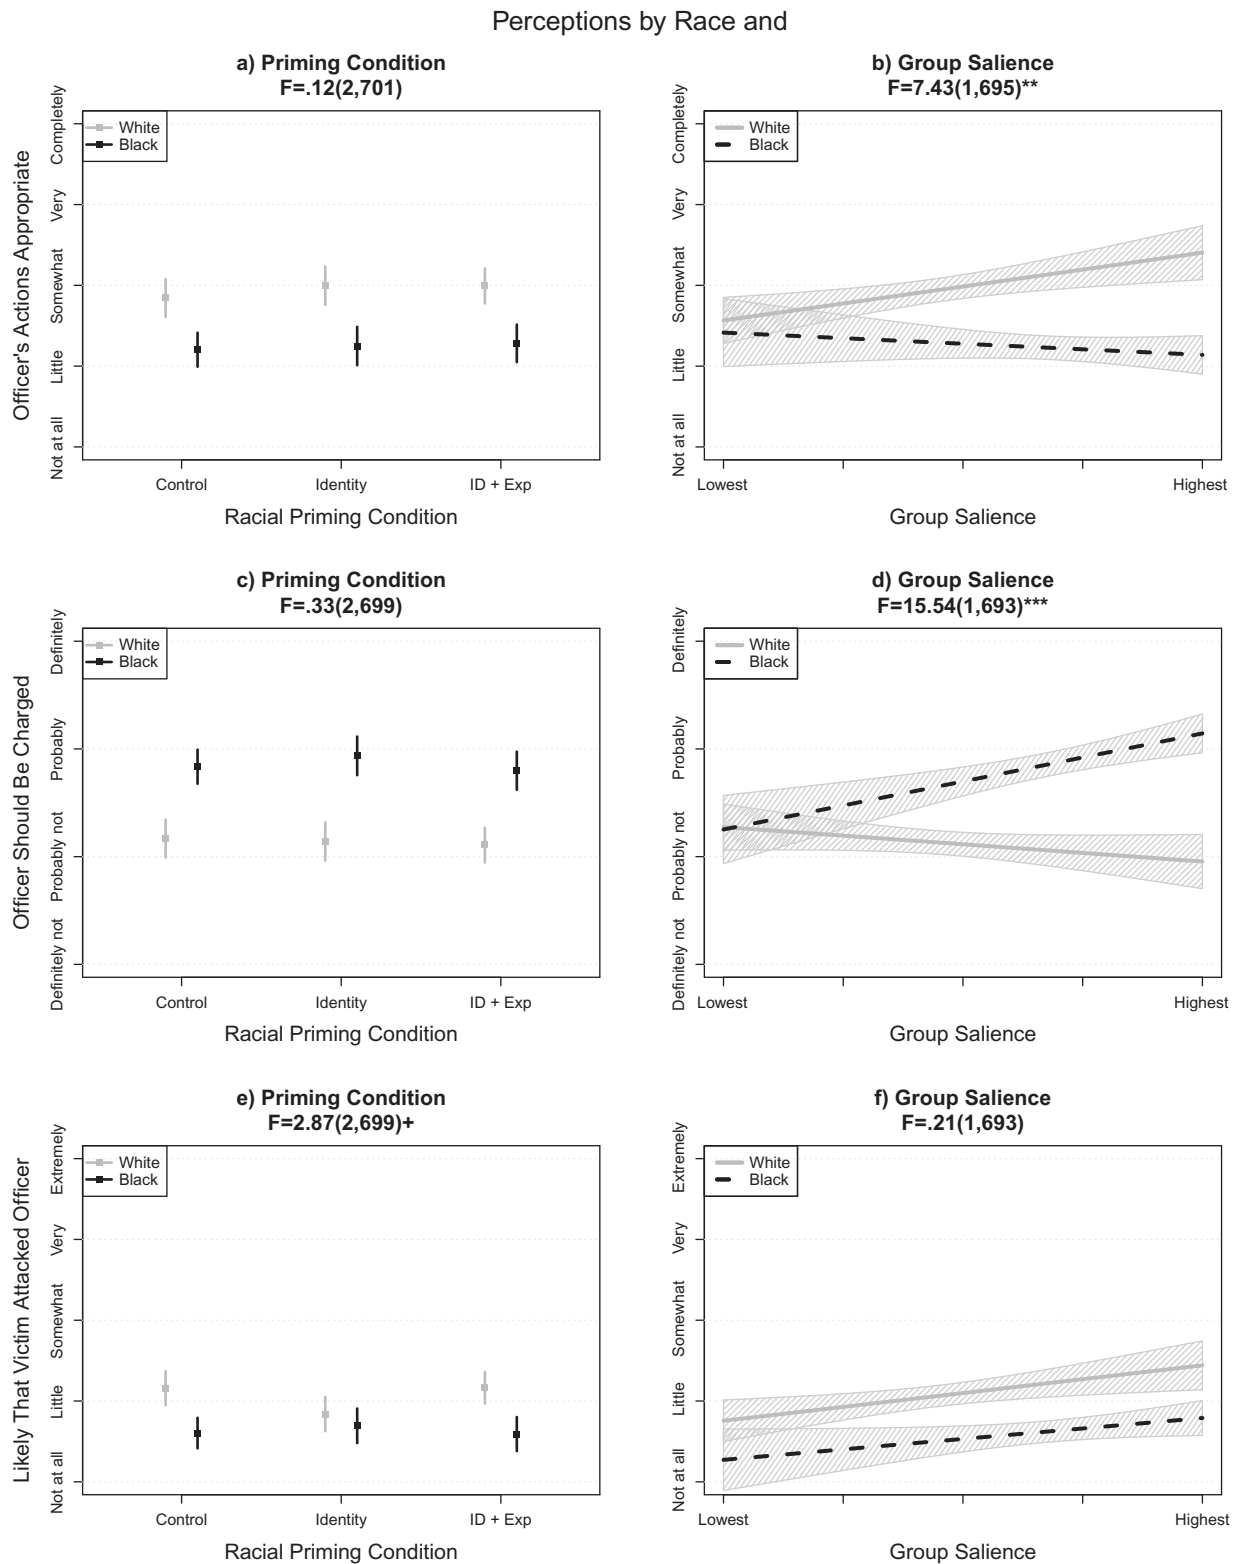 Perceptions by Race and
a) Priming Condition
F=.12(2,701)
Officer's Actions Appropriate
Completely
Very
Somewhat
Little
Not at all
White
Black
Control
Identity
ID + Exp
Racial Priming Condition
b) Group Salience
F=7.43(1,695)**
Completely
Very
Somewhat
Little
Not at all
White
Black
Lowest
Highest
Group Salience
c) Priming Condition
F=.33(2,699)
Officer Should Be Charged
Definitely
Probably
Probably not
Definitely not
White
Black
Control
Identity
ID + Exp
Racial Priming Condition
d) Group Salience
F=15.54(1,693)***
Definitely
Probably
Probably not
Definitely not
White
Black
Lowest
Highest
Group Salience
e) Priming Condition
F=2.87(2,699)+
Likely That Victim Attacked Officer
Extremely
Very
Somewhat
Little
Not at all
White
Black
Control
Identity
ID + Exp
Racial Priming Condition
f) Group Salience
F=.21(1,693)
Extremely
Very
Somewhat
Little
Not at all
White
Black
Lowest
Highest
Group Salience